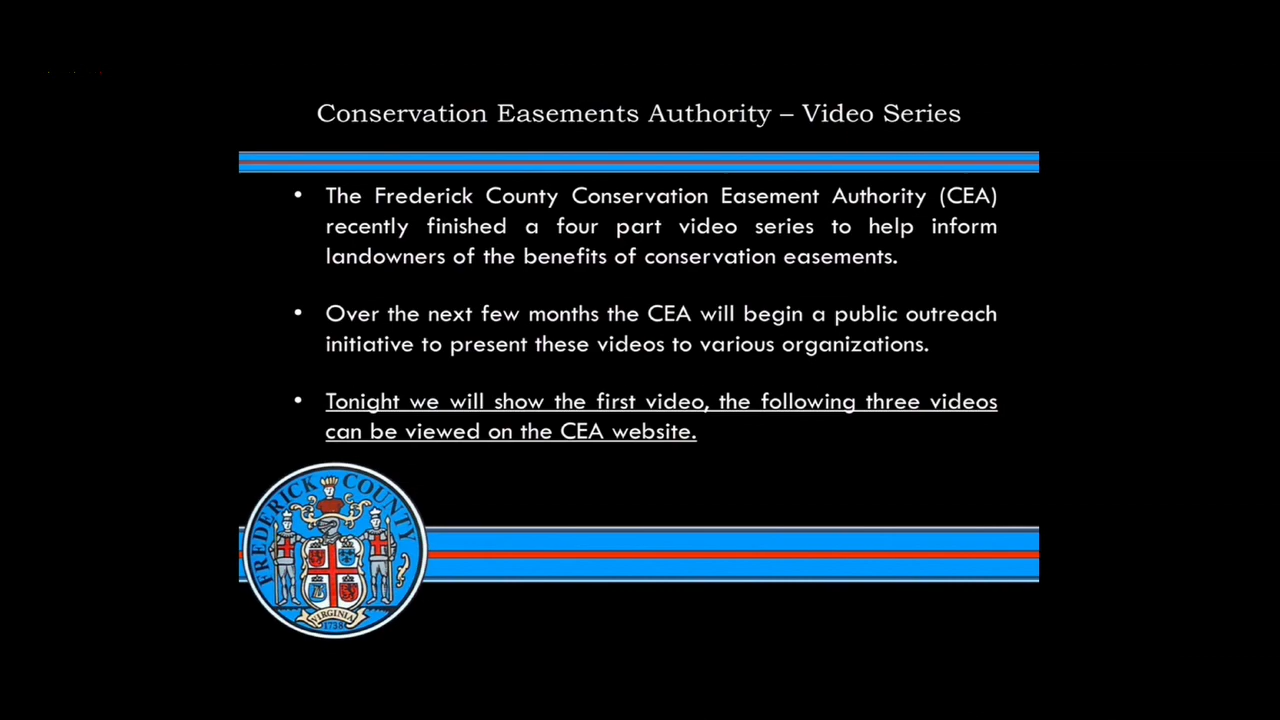 Conservation Easements Authority – Video Series
• The Frederick County Conservation Easement Authority (CEA)
recently finished a four part video series to help inform
landowners of the benefits of conservation easements.
• Over the next few months the CEA will begin a public outreach
initiative to present these videos to various organizations.
• Tonight we will show the first video, the following three videos
can be viewed on the CEA website.
FREDERICK COUNTY
VIRGINIA
1738